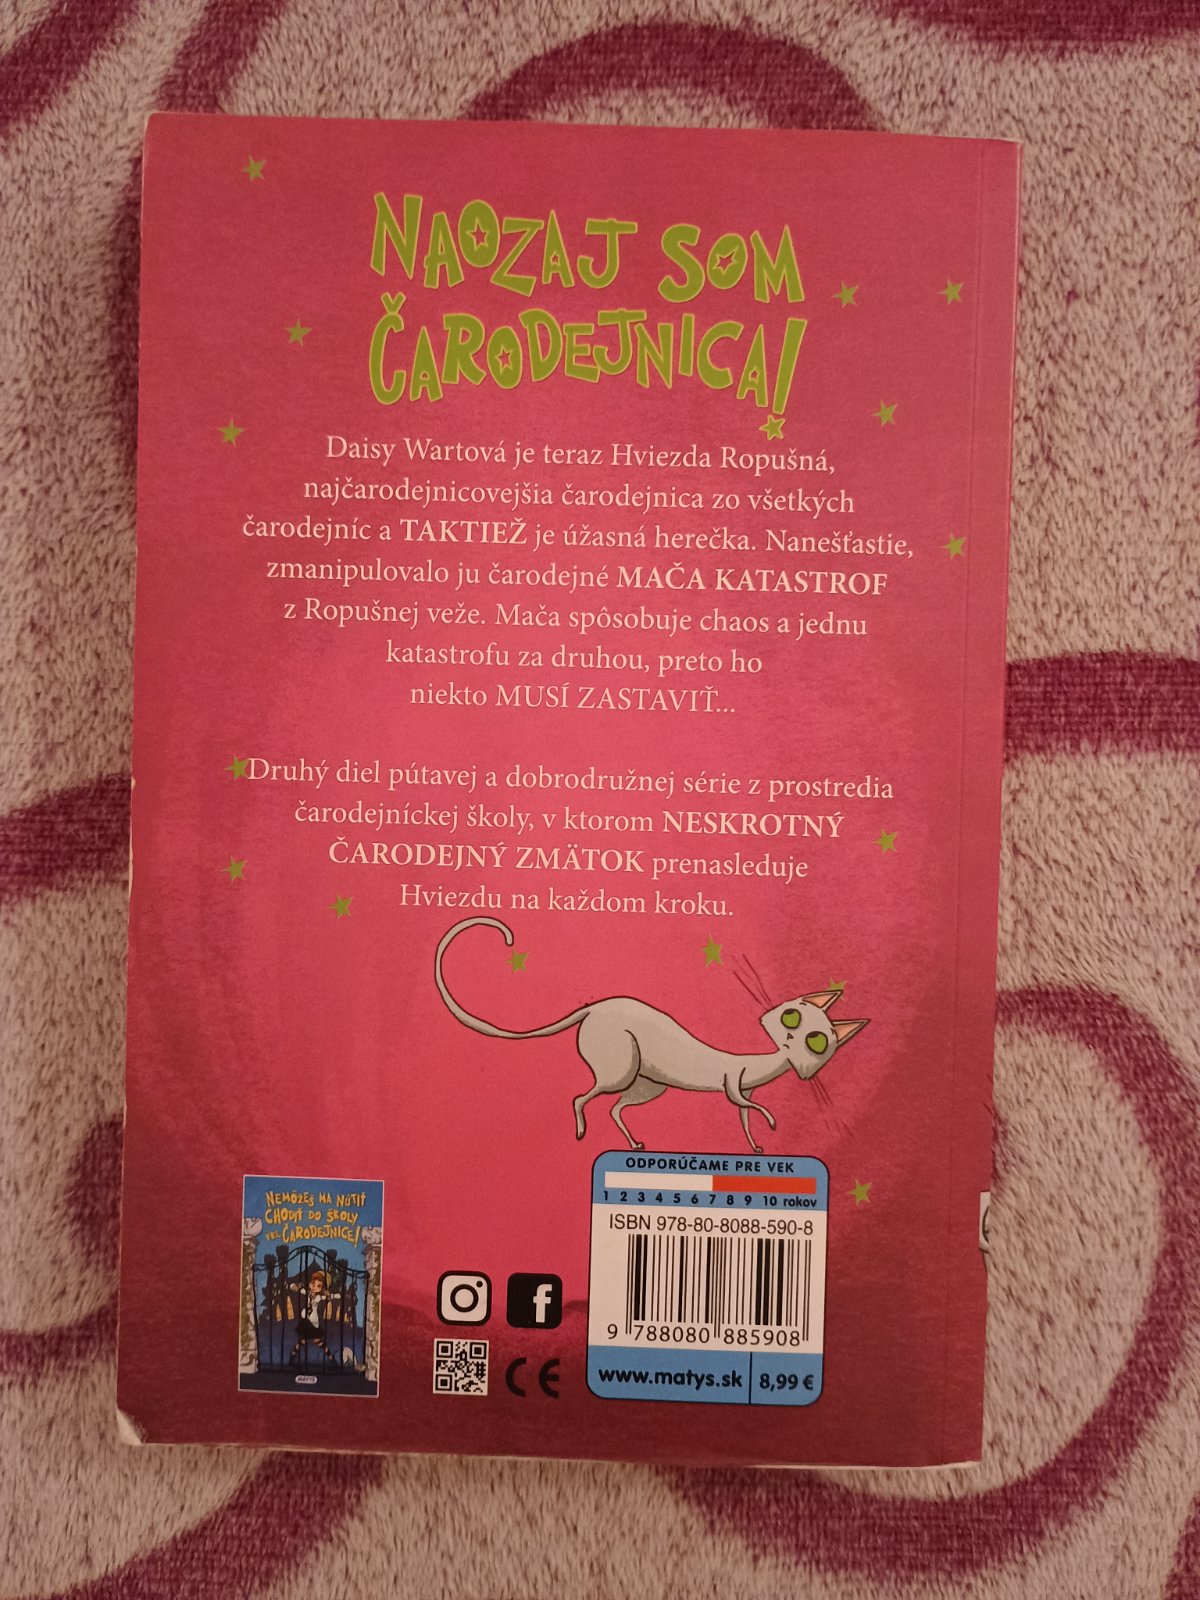 NAOZAJ SOM
ČARODEJNICA!
Daisy Wartová je teraz Hviezda Ropušná,
najčarodejnicovejšia čarodejnica zo všetkých
čarodejníc a TAKTIEŽ je úžasná herečka. Nanešťastie,
zmanipulovalo ju čarodejné MAČA KATASTROF
z Ropušnej veže. Mača spôsobuje chaos a jednu
katastrofu za druhou, preto ho
niekto MUSÍ ZASTAVIŤ...
Druhý diel pútavej a dobrodružnej série z prostredia
čarodejníckej školy, v ktorom NESKROTNÝ
ČARODEJNÝ ZMÄTOK prenasleduje
Hviezdu na každom kroku.
NEMÔŽEŠ MA NÚTIŤ
CHODIŤ DO ŠKOLY
PRE ČARODEJNICE!
MATYS
f
CE
ODPORÚČAME PRE VEK
1 2 3 4 5 6 7 8 9 10 rokov
ISBN 978-80-8088-590-8
9 788080 885908
www.matys.sk 8,99 €